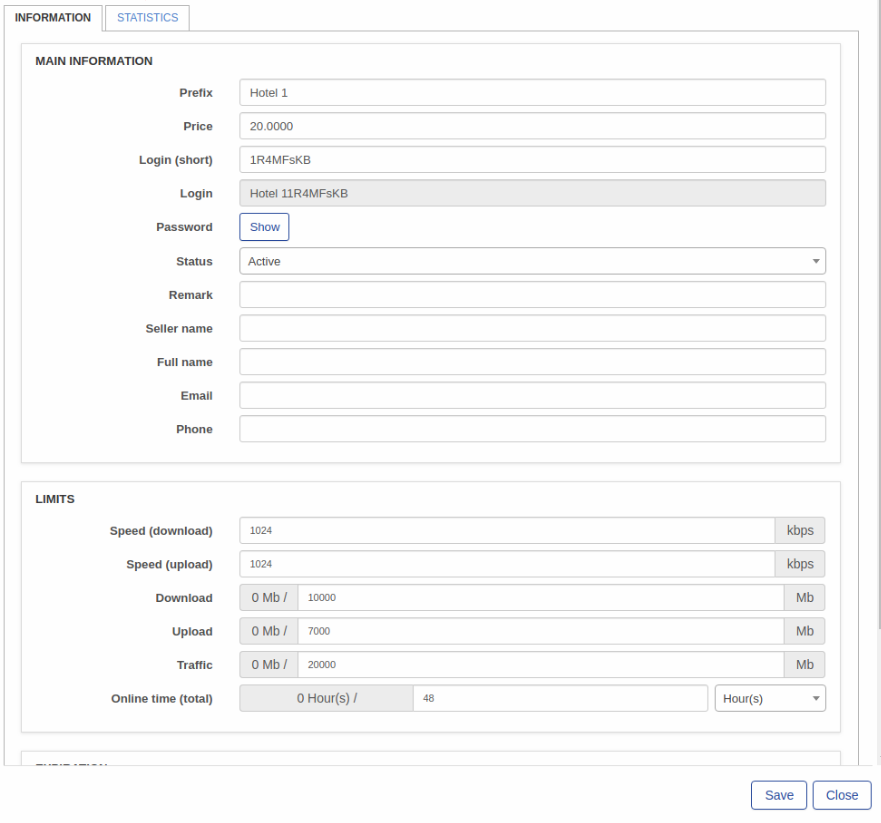 INFORMATION STATISTICS
MAIN INFORMATION
Prefix Hotel 1
Price 20.0000
Login (short) 1R4MFsKB
Login Hotel 11R4MFsKB
Password Show
Status Active
Remark
Seller name
Full name
Email
Phone
LIMITS
Speed (download) 1024 kbps
Speed (upload) 1024 kbps
Download 0 Mb / 10000 Mb
Upload 0 Mb / 7000 Mb
Traffic 0 Mb / 20000 Mb
Online time (total) 0 Hour(s) / 48 Hour(s)
EXPIRATION
Save Close